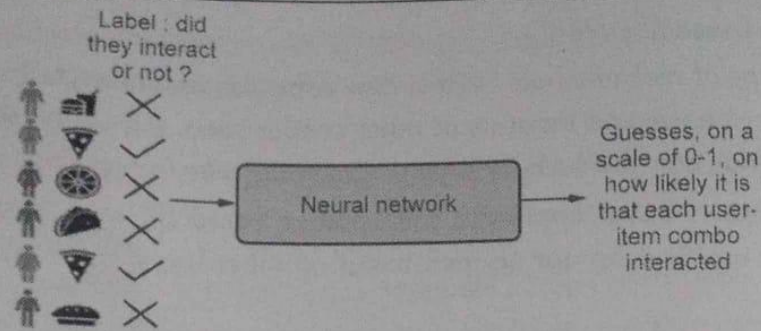 Label : did
they interact
or not ?
Neural network
Guesses, on a
scale of 0-1, on
how likely it is
that each user-
item combo
interacted